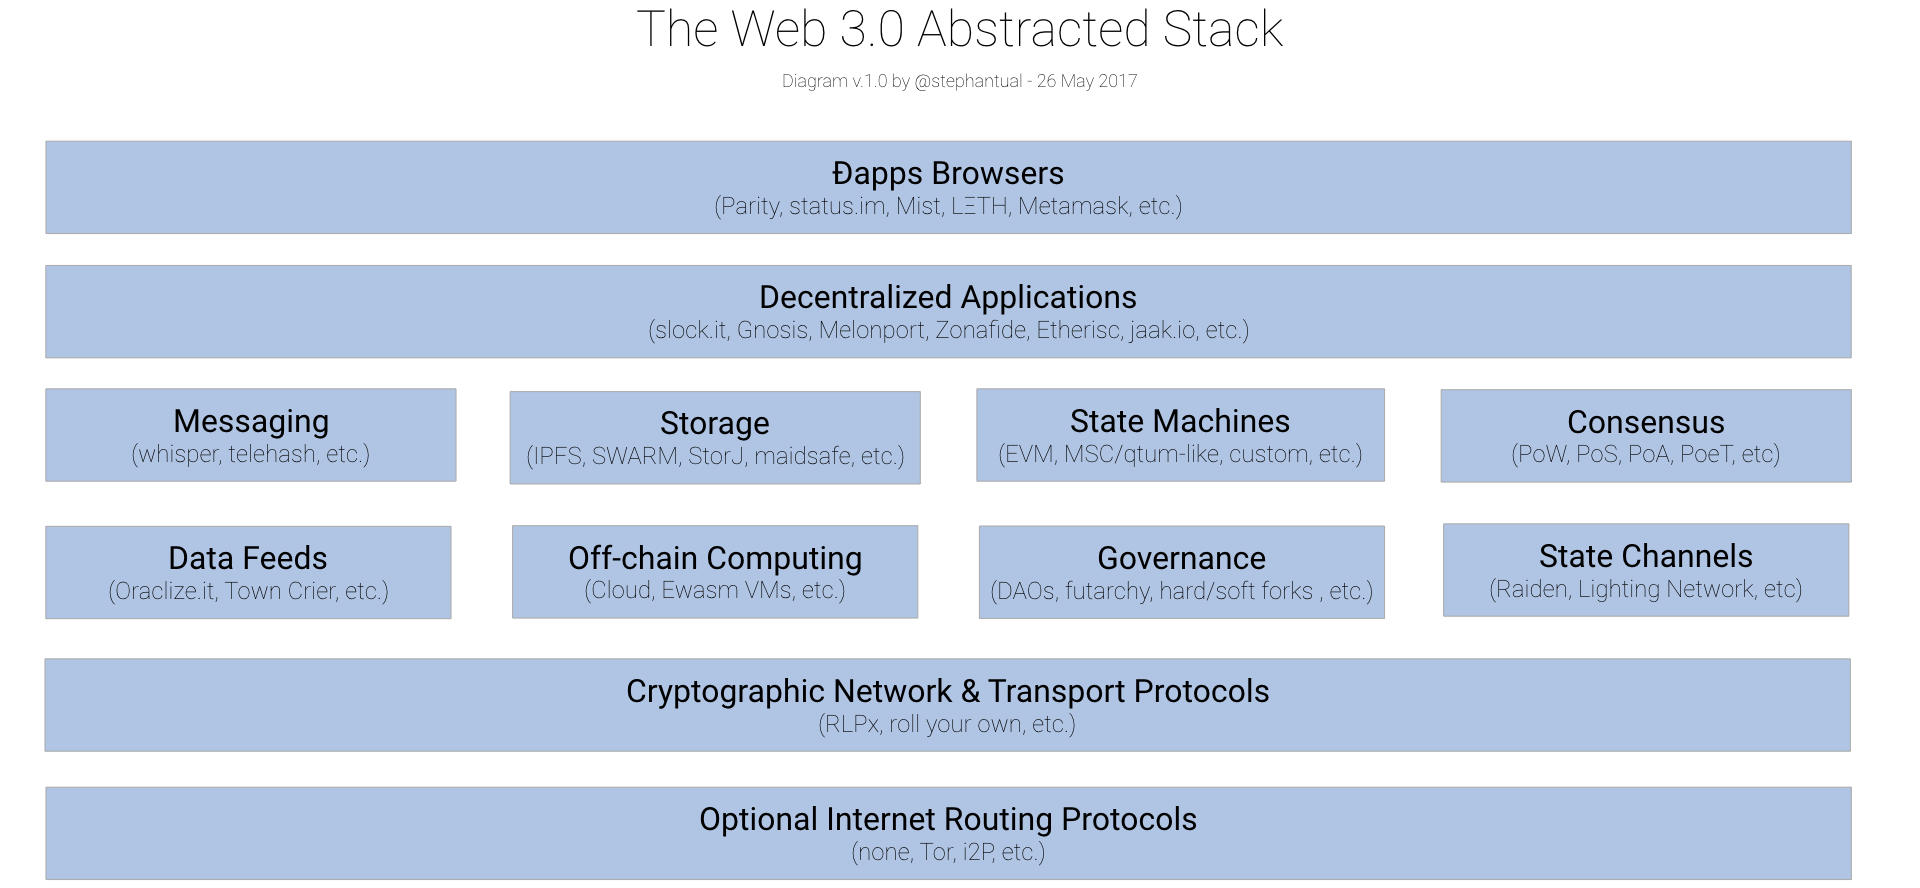 The Web 3.0 Abstracted Stack
Diagram v.1.0 by @stephantual - 26 May 2017
Ðapps Browsers
(Parity, status.im, Mist, LΞTH, Metamask, etc.)
Decentralized Applications
(slock.it, Gnosis, Melonport, Zonafide, Etherisc, jaak.io, etc.)
Messaging
(whisper, telehash, etc.)
Storage
(IPFS, SWARM, StorJ, maidsafe, etc.)
State Machines
(EVM, MSC/qtum-like, custom, etc.)
Consensus
(PoW, PoS, PoA, PoeT, etc)
Data Feeds
(Oraclize.it, Town Crier, etc.)
Off-chain Computing
(Cloud, Ewasm VMs, etc.)
Governance
(DAOs, futarchy, hard/soft forks , etc.)
State Channels
(Raiden, Lighting Network, etc)
Cryptographic Network & Transport Protocols
(RLPx, roll your own, etc.)
Optional Internet Routing Protocols
(none, Tor, i2P, etc.)